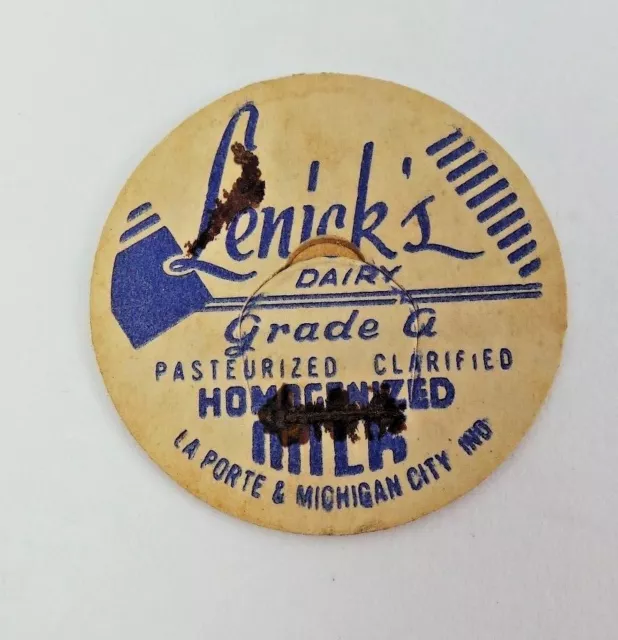 Lenick's
DAIRY
Grade a
PASTEURIZED CLARIFIED
HOMOGENIZED
MILK
LA PORTE & MICHIGAN CITY IND